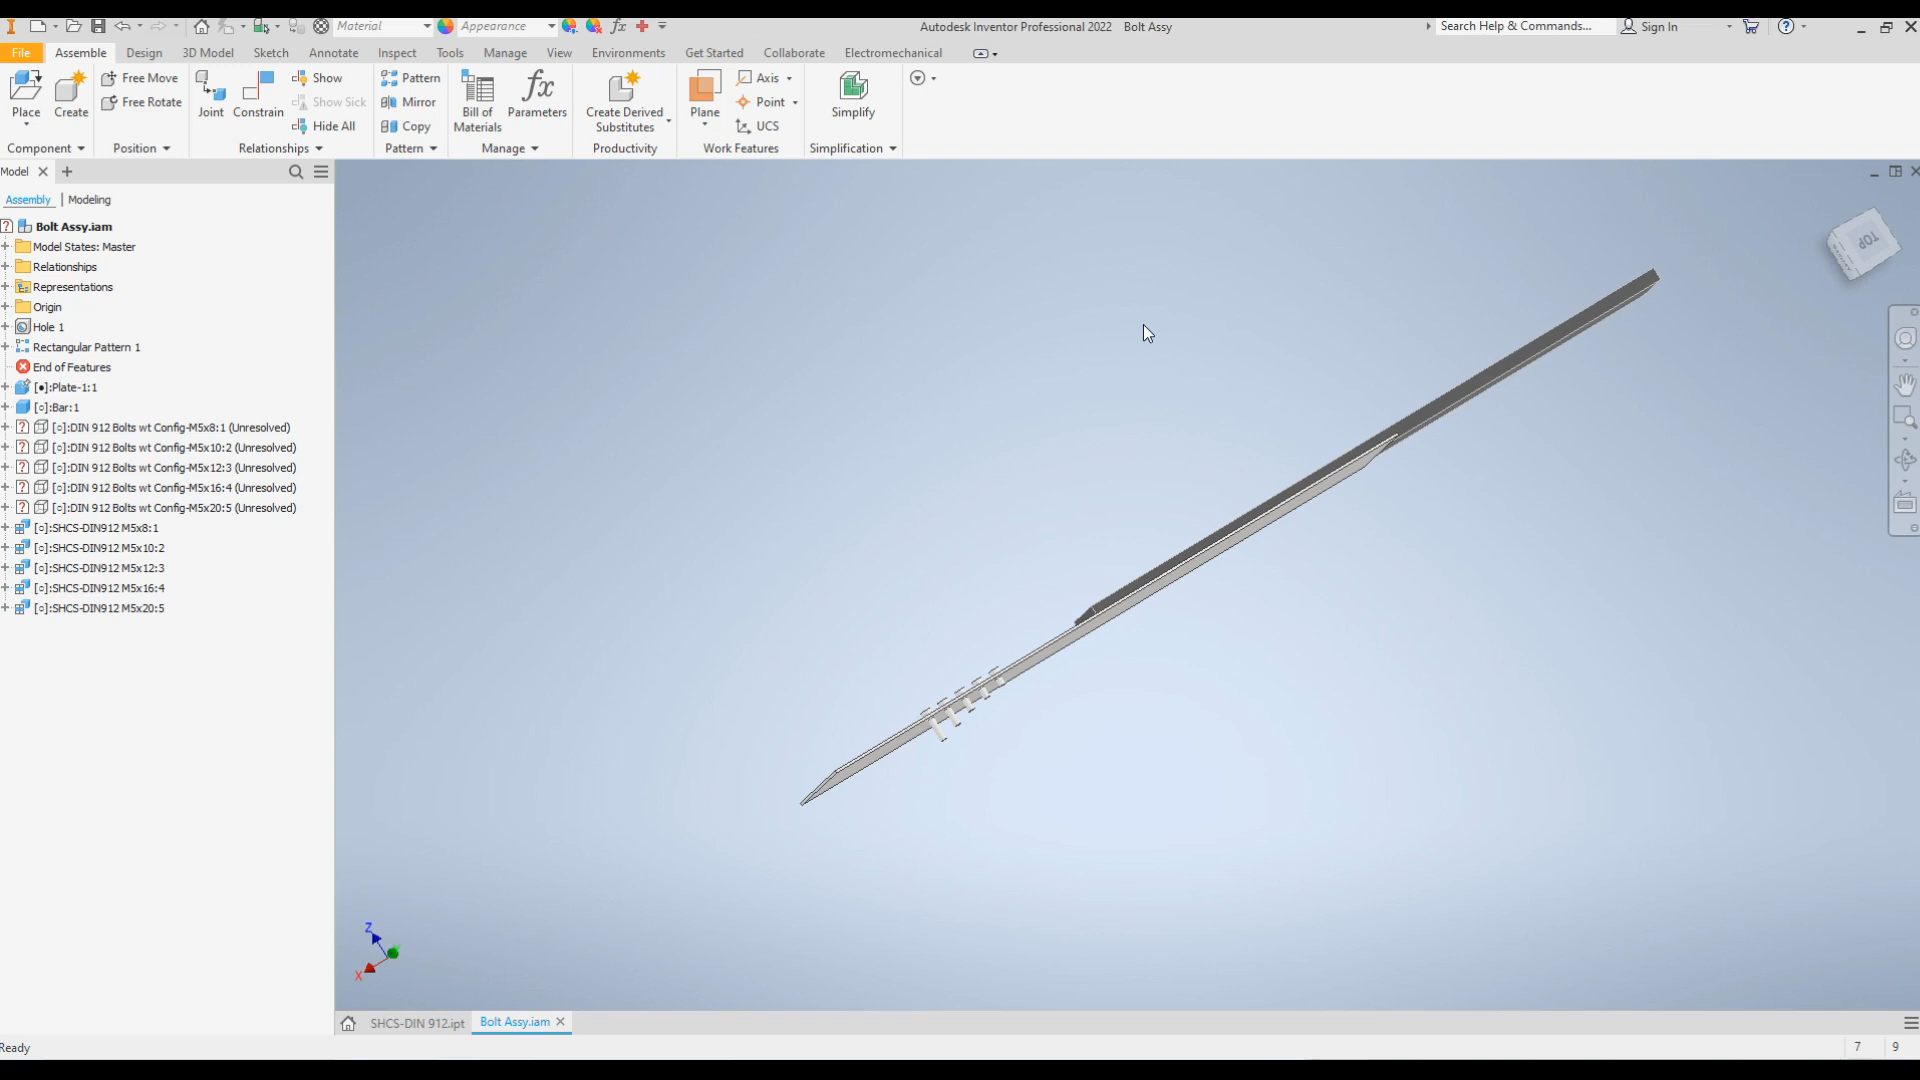 Material Appearance fx Autodesk Inventor Professional 2022 Bolt Assy Search Help & Commands... Sign In
File Assemble Design 3D Model Sketch Annotate Inspect Tools Manage View Environments Get Started Collaborate Electromechanical
Place Create Free Move Free Rotate Joint Constrain Show Show Sick Hide All Pattern Mirror Copy Bill of Materials fx Parameters Create Derived Substitutes Plane Axis Point UCS Simplify
Component Position Relationships Pattern Manage Productivity Work Features Simplification
Model
Assembly | Modeling
Bolt Assy.iam
Model States: Master
Relationships
Representations
Origin
Hole 1
Rectangular Pattern 1
End of Features
[●]:Plate-1:1
[○]:Bar:1
[○]:DIN 912 Bolts wt Config-M5x8:1 (Unresolved)
[○]:DIN 912 Bolts wt Config-M5x10:2 (Unresolved)
[○]:DIN 912 Bolts wt Config-M5x12:3 (Unresolved)
[○]:DIN 912 Bolts wt Config-M5x16:4 (Unresolved)
[○]:DIN 912 Bolts wt Config-M5x20:5 (Unresolved)
[○]:SHCS-DIN912 M5x8:1
[○]:SHCS-DIN912 M5x10:2
[○]:SHCS-DIN912 M5x12:3
[○]:SHCS-DIN912 M5x16:4
[○]:SHCS-DIN912 M5x20:5
TOP
Z
X
SHCS-DIN 912.ipt Bolt Assy.iam
Ready 7 9